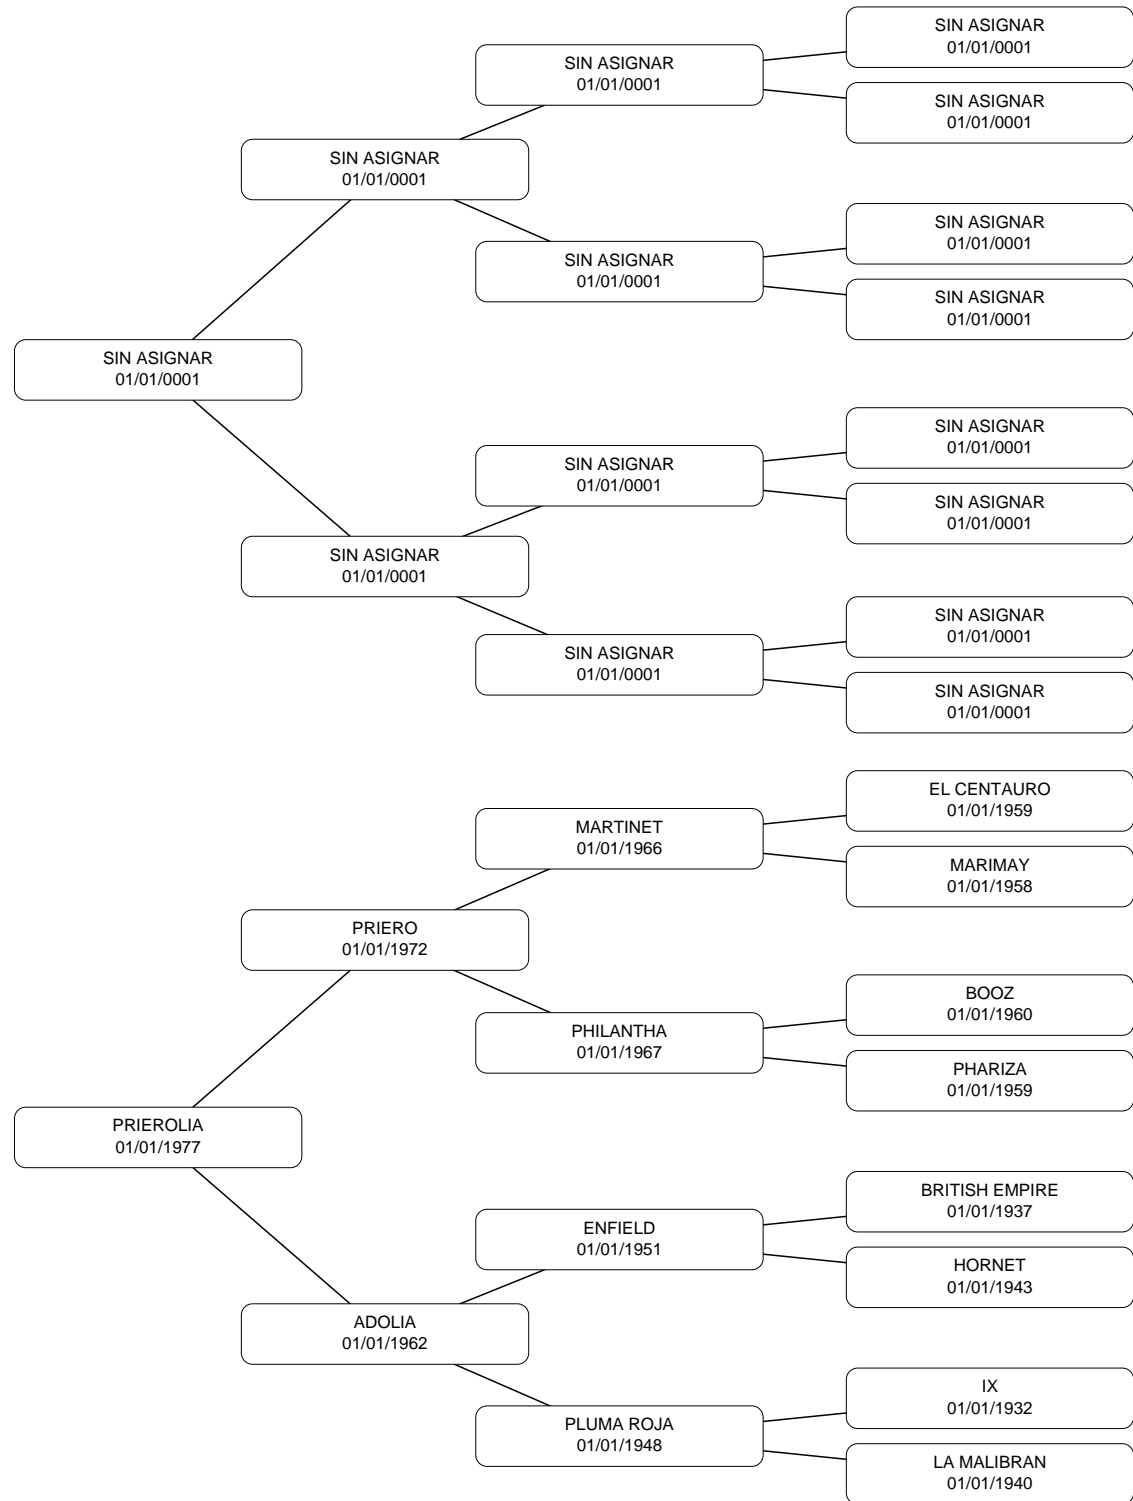 SIN ASIGNAR
01/01/0001
SIN ASIGNAR
01/01/0001
SIN ASIGNAR
01/01/0001
SIN ASIGNAR
01/01/0001
SIN ASIGNAR
01/01/0001
SIN ASIGNAR
01/01/0001
SIN ASIGNAR
01/01/0001
SIN ASIGNAR
01/01/0001
SIN ASIGNAR
01/01/0001
SIN ASIGNAR
01/01/0001
SIN ASIGNAR
01/01/0001
SIN ASIGNAR
01/01/0001
SIN ASIGNAR
01/01/0001
SIN ASIGNAR
01/01/0001
SIN ASIGNAR
01/01/0001
EL CENTAURO
01/01/1959
MARTINET
01/01/1966
MARIMAY
01/01/1958
PRIERO
01/01/1972
BOOZ
01/01/1960
PHILANTHA
01/01/1967
PHARIZA
01/01/1959
PRIEROLIA
01/01/1977
BRITISH EMPIRE
01/01/1937
ENFIELD
01/01/1951
HORNET
01/01/1943
ADOLIA
01/01/1962
IX
01/01/1932
PLUMA ROJA
01/01/1948
LA MALIBRAN
01/01/1940